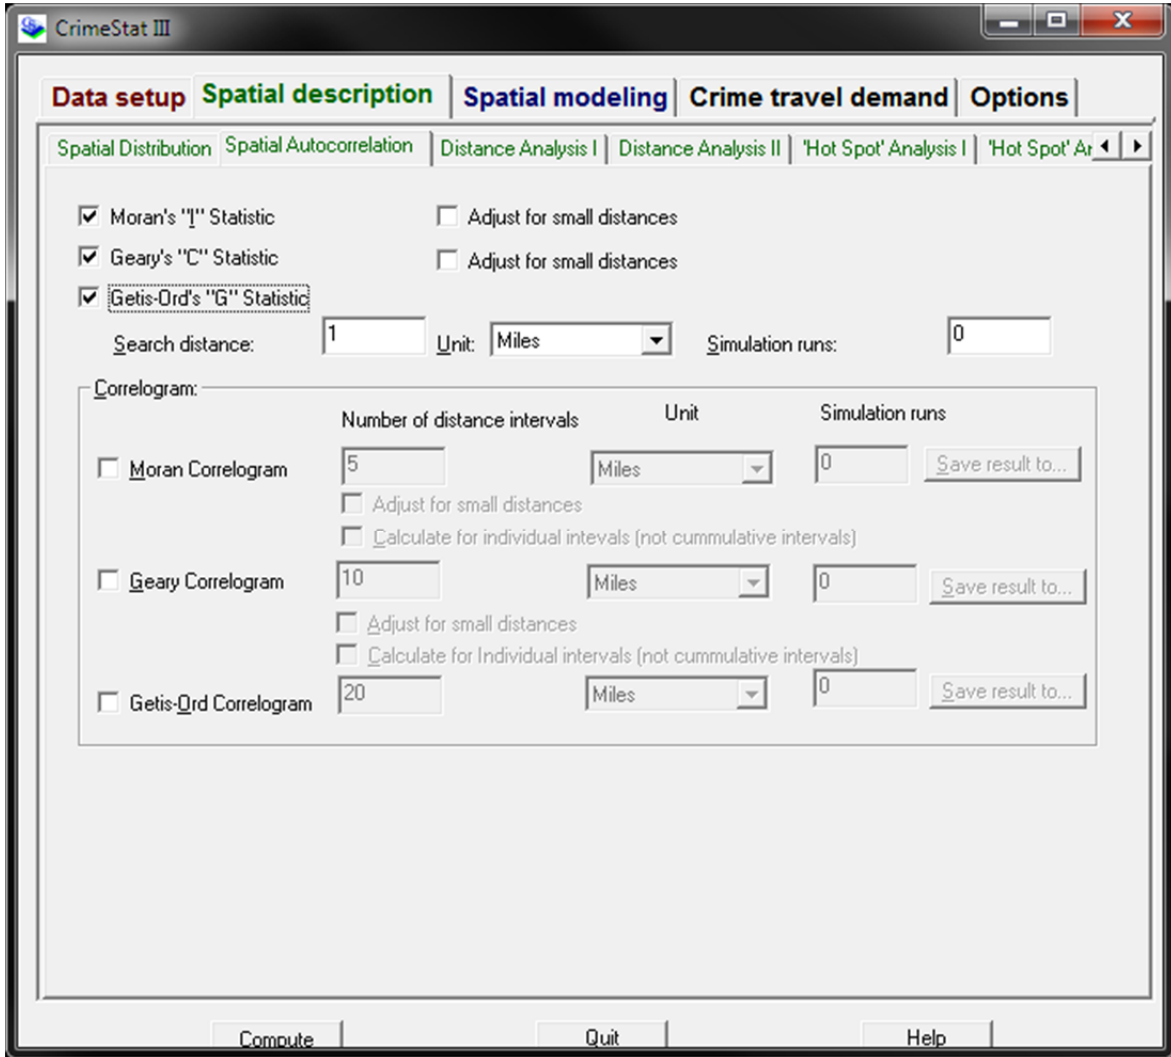 CrimeStat III
Data setup Spatial description Spatial modeling Crime travel demand Options
Spatial Distribution Spatial Autocorrelation Distance Analysis I Distance Analysis II 'Hot Spot' Analysis I 'Hot Spot' Ar
Moran's "I" Statistic Adjust for small distances
Geary's "C" Statistic Adjust for small distances
Getis-Ord's "G" Statistic
Search distance: 1 Unit: Miles Simulation runs: 0
Correlogram:
Number of distance intervals Unit Simulation runs
Moran Correlogram 5 Miles 0 Save result to...
Adjust for small distances
Calculate for individual intevals (not cummulative intervals)
Geary Correlogram 10 Miles 0 Save result to...
Adjust for small distances
Calculate for Individual intervals (not cummulative intervals)
Getis-Ord Correlogram 20 Miles 0 Save result to...
Compute Quit Help